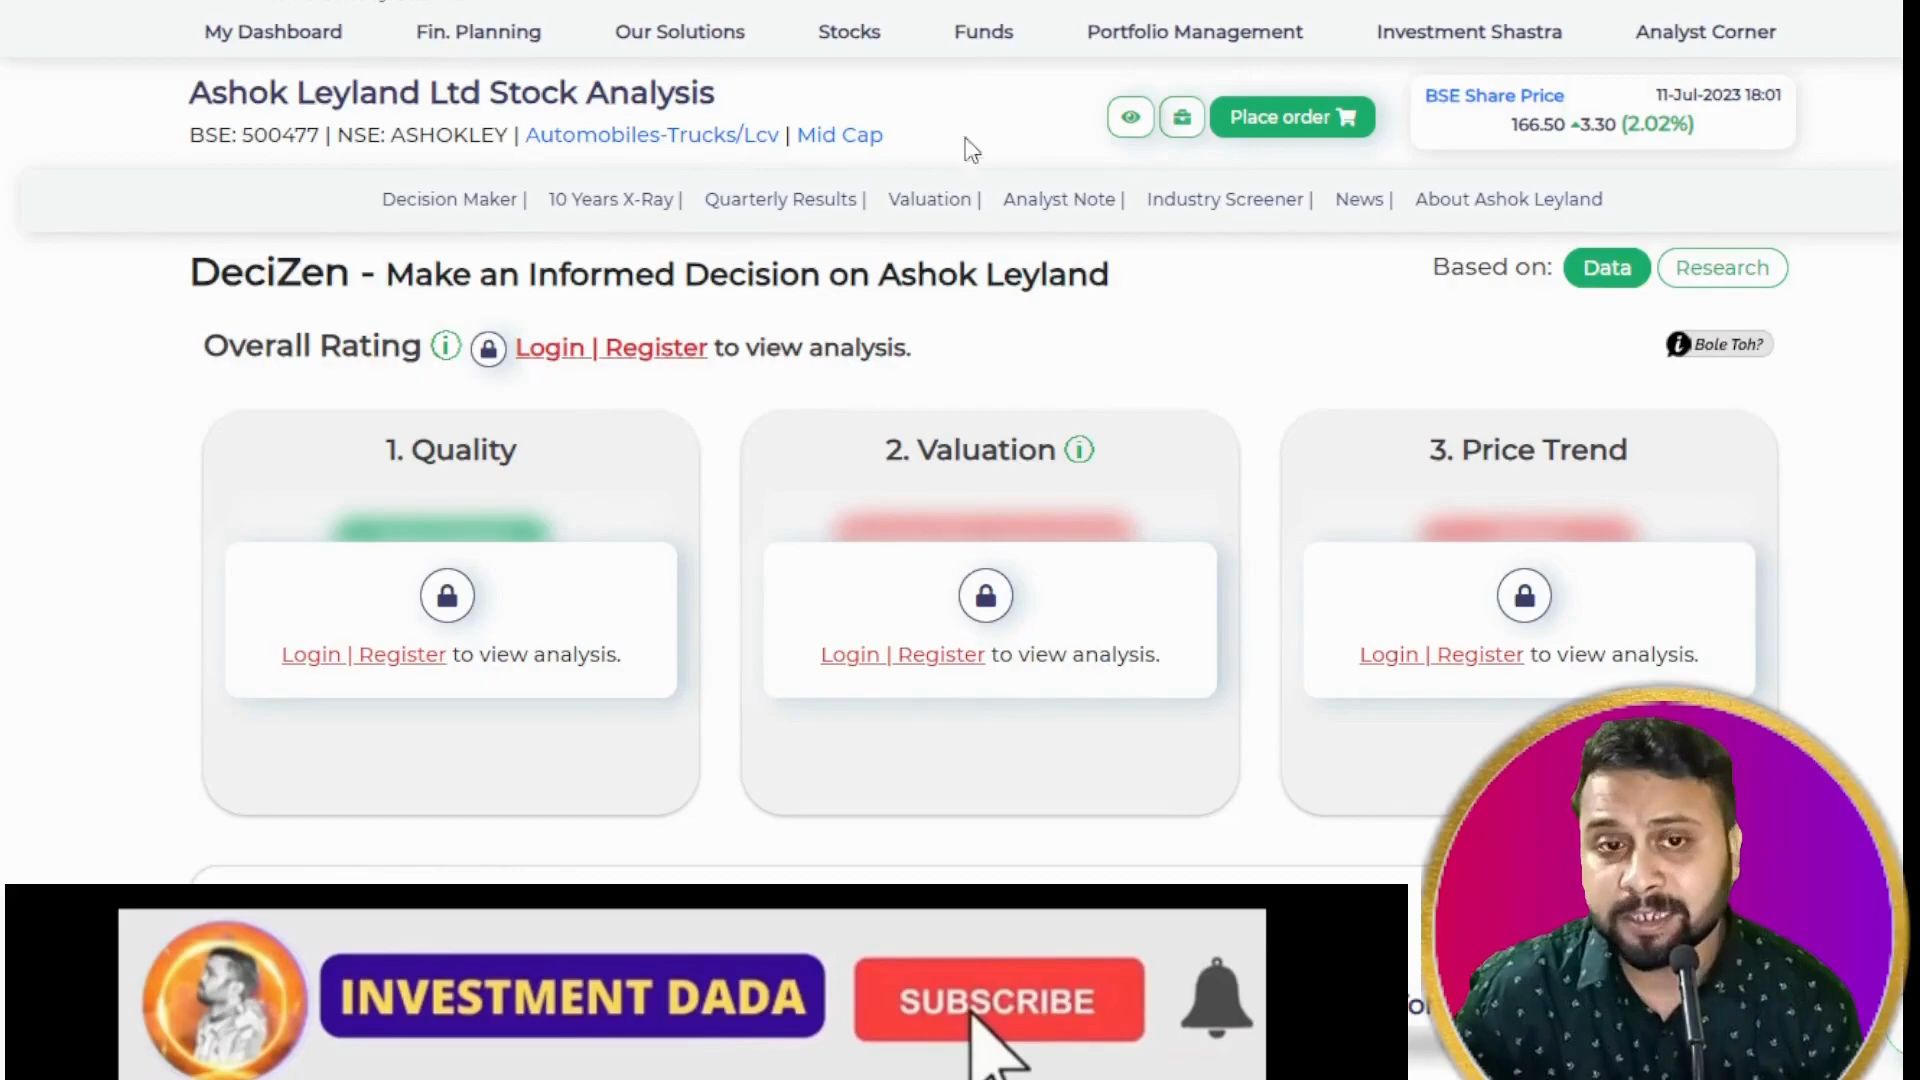 My Dashboard Fin. Planning Our Solutions Stocks Funds Portfolio Management Investment Shastra Analyst Corner
Ashok Leyland Ltd Stock Analysis
BSE: 500477 | NSE: ASHOKLEY | Automobiles-Trucks/Lcv | Mid Cap
Place order
BSE Share Price 11-Jul-2023 18:01
166.50 3.30 (2.02%)
Decision Maker | 10 Years X-Ray | Quarterly Results | Valuation | Analyst Note | Industry Screener | News | About Ashok Leyland
DeciZen - Make an Informed Decision on Ashok Leyland
Based on: Data Research
Overall Rating i Login | Register to view analysis.
i Bole Toh?
1. Quality
Login | Register to view analysis.
2. Valuation i
Login | Register to view analysis.
3. Price Trend
Login | Register to view analysis.
INVESTMENT DADA
SUBSCRIBE